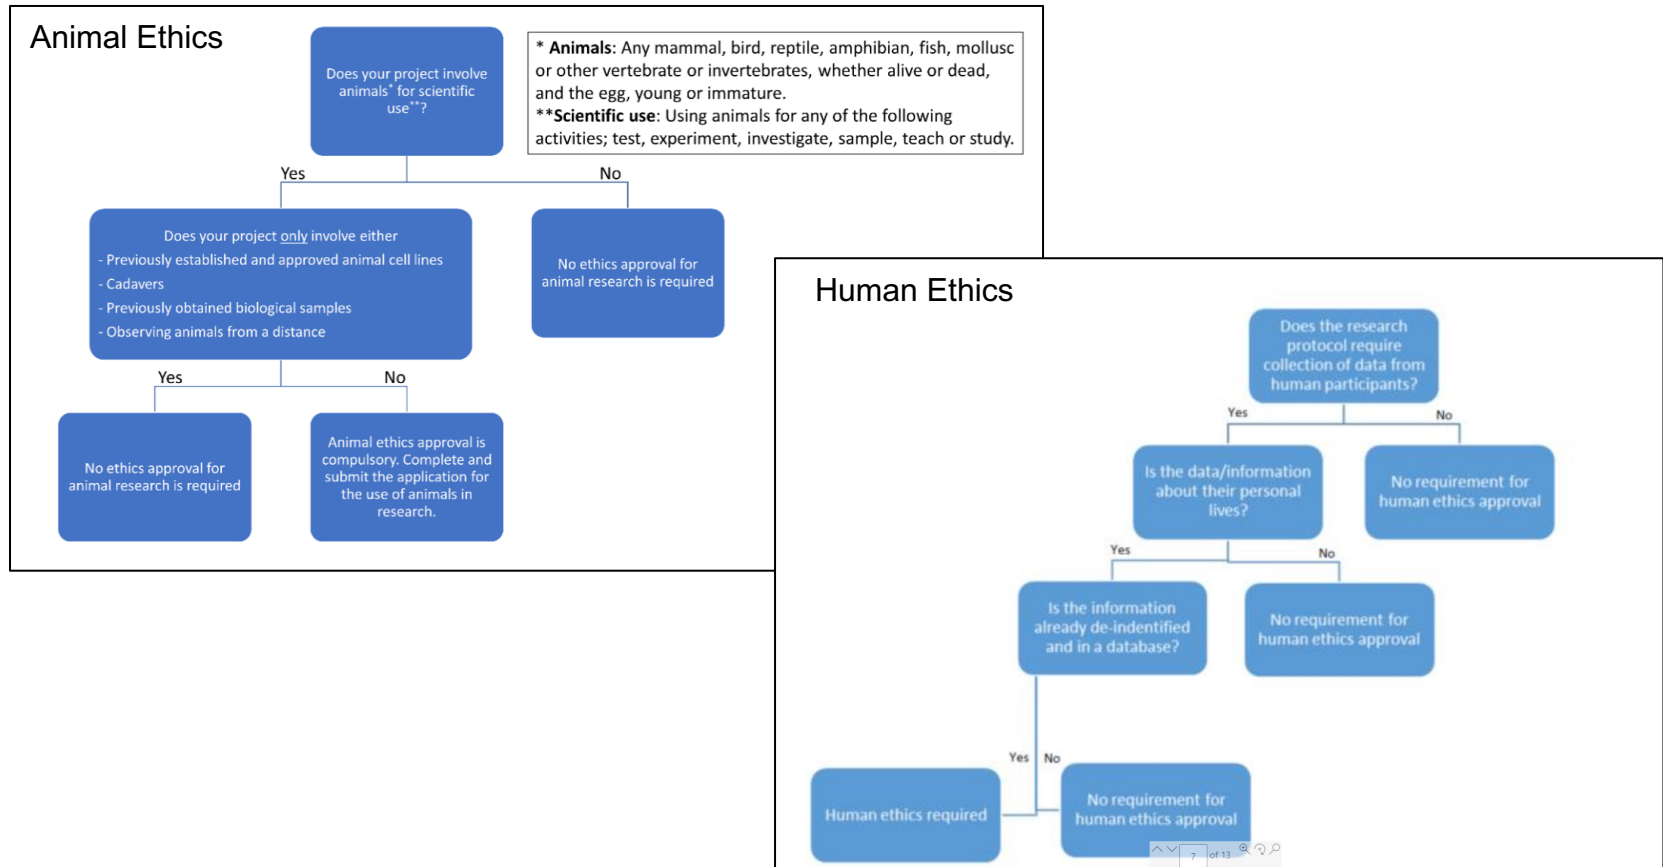 Animal Ethics
Does your project involve
animals* for scientific
use**?
* Animals: Any mammal, bird, reptile, amphibian, fish, mollusc
or other vertebrate or invertebrates, whether alive or dead,
and the egg, young or immature.
**Scientific use: Using animals for any of the following
activities; test, experiment, investigate, sample, teach or study.
Yes
No
Does your project only involve either
- Previously established and approved animal cell lines
- Cadavers
- Previously obtained biological samples
- Observing animals from a distance
No ethics approval for
animal research is required
Yes
No
No ethics approval for
animal research is required
Animal ethics approval is
compulsory. Complete and
submit the application for
the use of animals in
research.
Human Ethics
Does the research
protocol require
collection of data from
human participants?
Yes
No
Is the data/information
about their personal
lives?
No requirement for
human ethics approval
Yes
No
Is the information
already de-indentified
and in a database?
No requirement for
human ethics approval
Yes
No
Human ethics required
No requirement for
human ethics approval
7 of 13